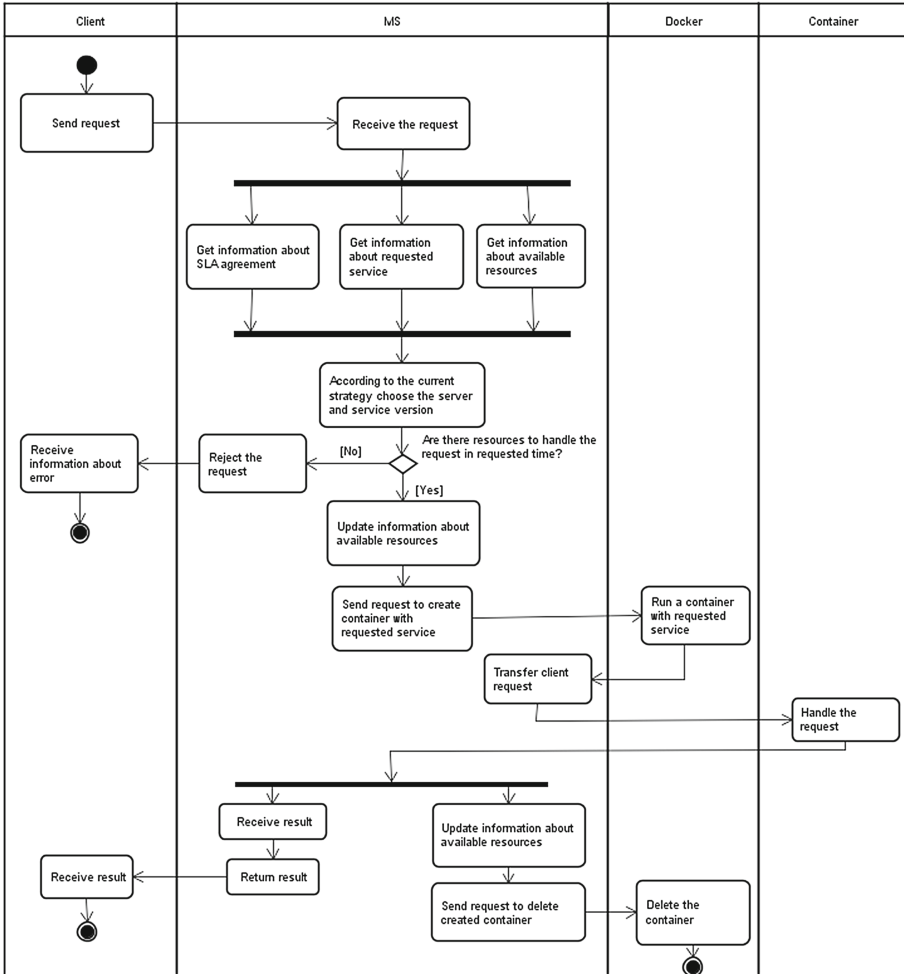 Client
MS
Docker
Container
Send request
Receive the request
Get information about
SLA agreement
Get information
about requested
service
Get information
about available
resources
According to the current
strategy choose the server
and service version
Are there resources to handle the
request in requested time?
[No]
Reject the
request
Receive
information about
error
[Yes]
Update information about
available resources
Send request to create
container with
requested service
Run a container
with requested
service
Transfer client
request
Handle the
request
Receive result
Update information about
available resources
Return result
Receive result
Send request to delete
created container
Delete the
container